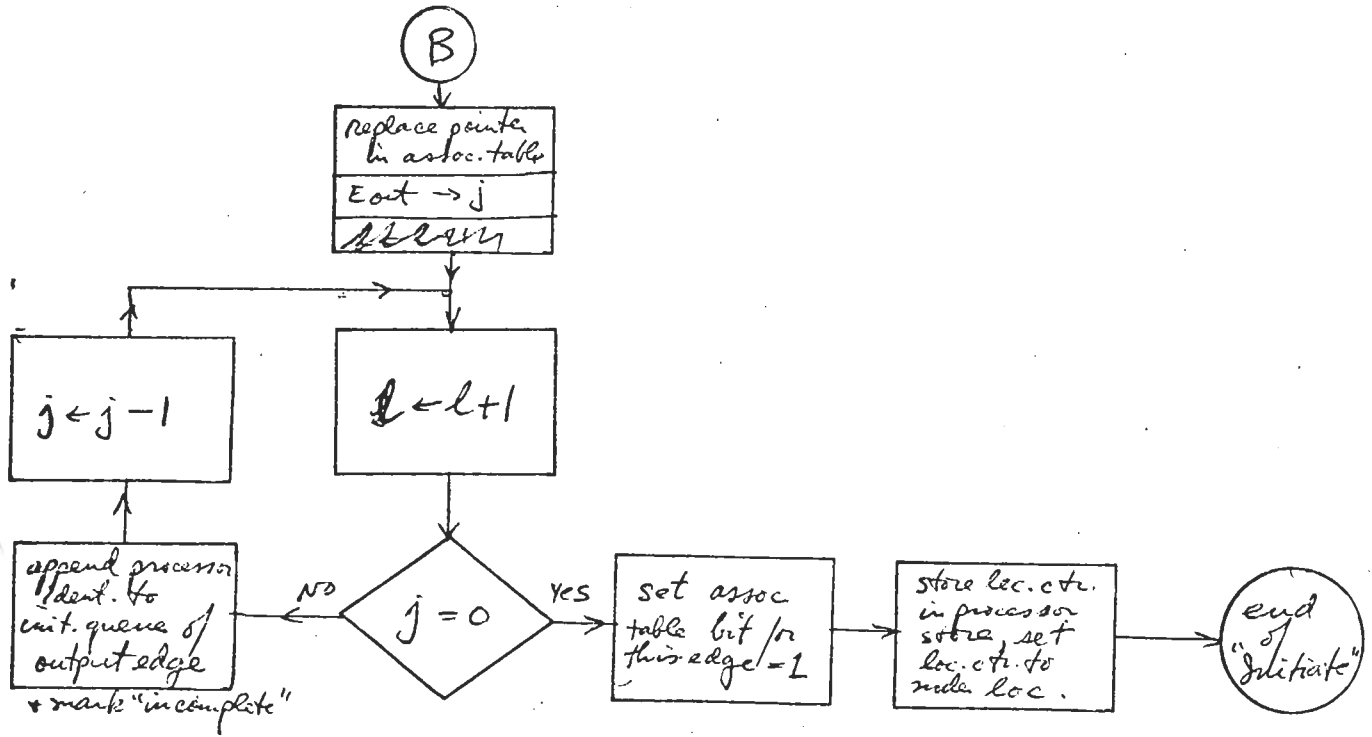 B
replace pointer
in assoc. table
Eout → j
j ← j - 1
l ← l + 1
append processor
ident. to
init. queue of
output edge
+ mark "incomplete"
NO
j = 0
YES
set assoc
table bit for
this edge = 1
store loc. ctr.
in processor
store, set
loc. ctr. to
node loc.
end
of
"Initiate"